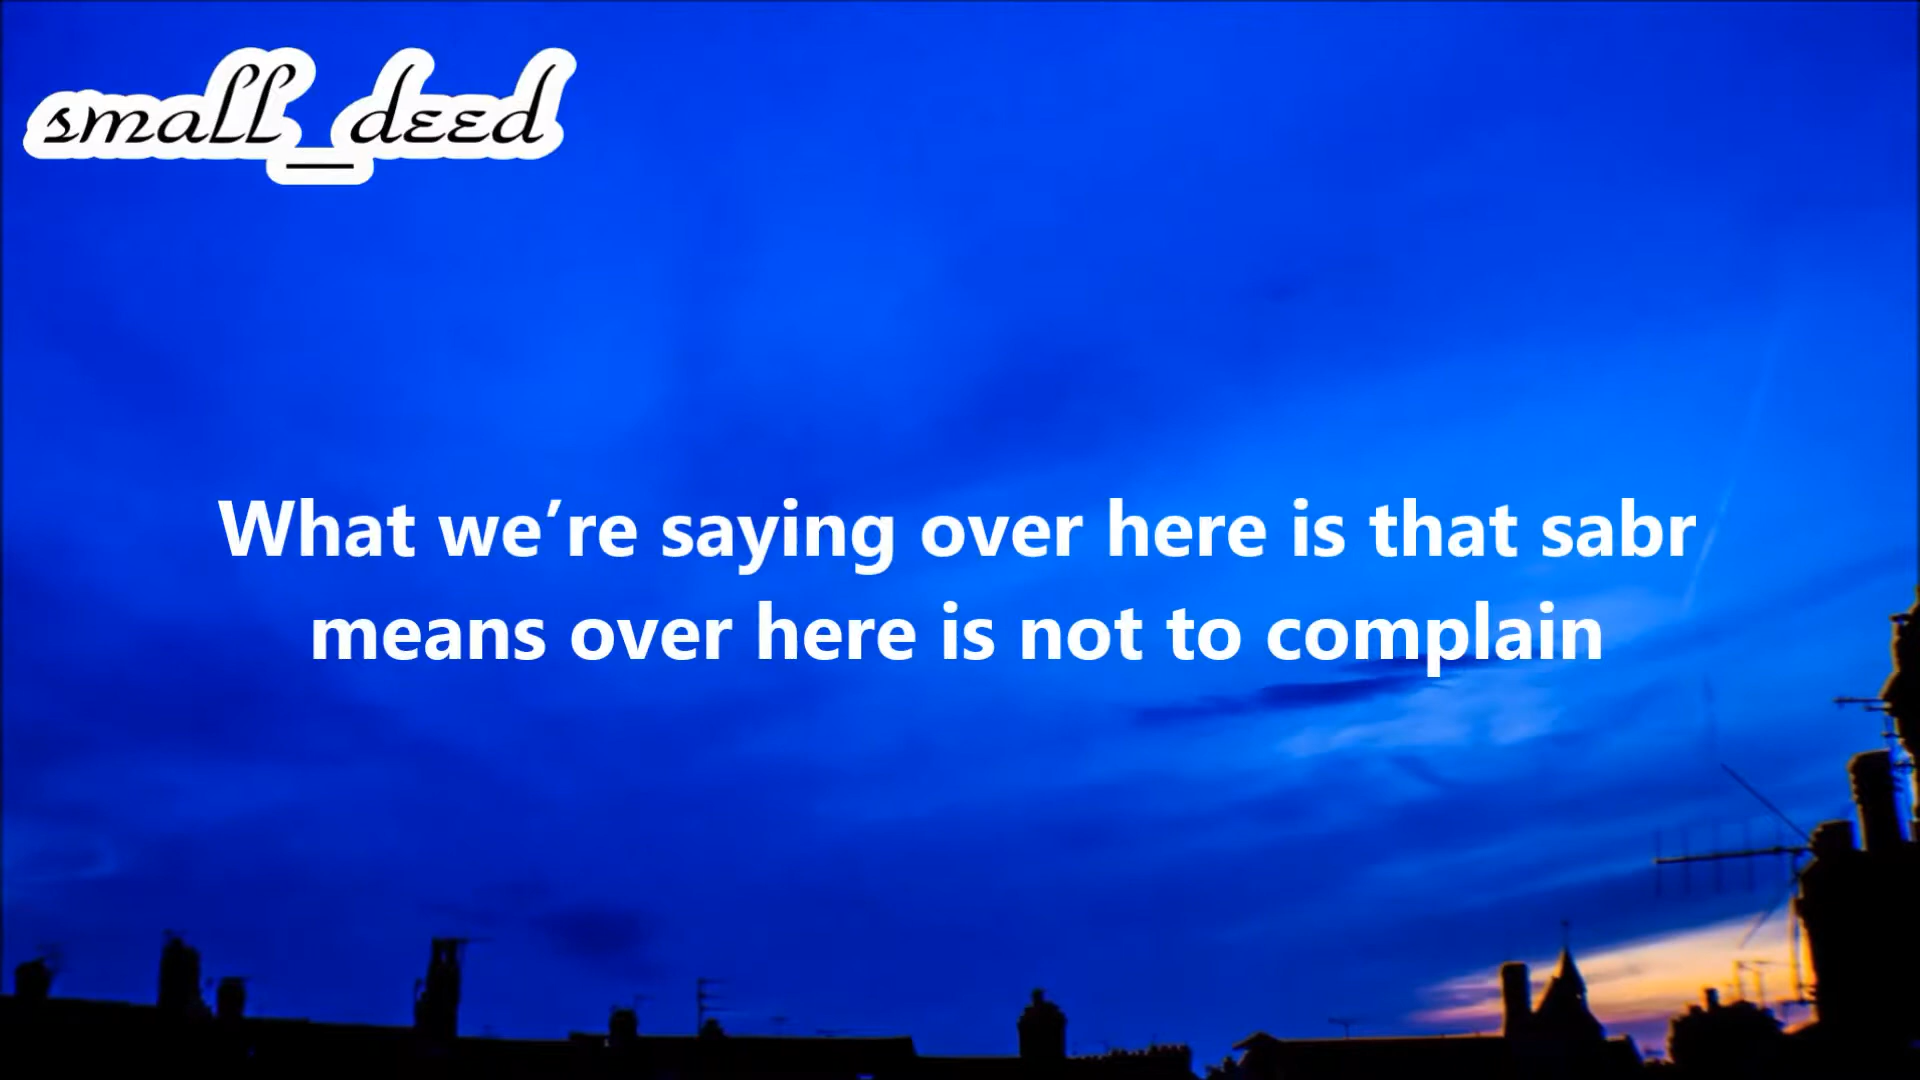 small_deed
What we’re saying over here is that sabr
means over here is not to complain